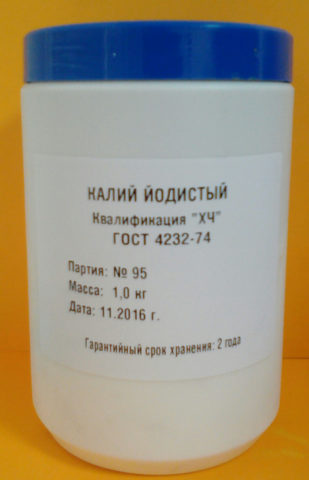 КАЛИЙ ЙОДИСТЫЙ
Квалификация "ХЧ"
ГОСТ 4232-74
Партия: № 95
Масса: 1,0 кг
Дата: 11.2016 г.
Гарантийный срок хранения: 2 года